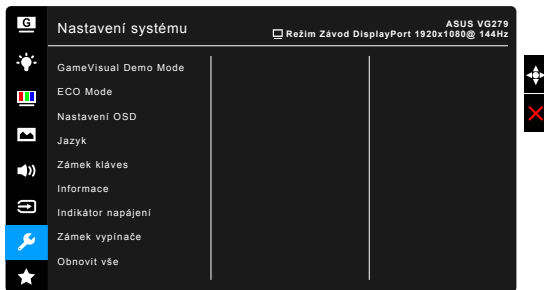 G
Nastavení systému
ASUS VG279
Režim Závod DisplayPort 1920x1080@ 144Hz
GameVisual Demo Mode
ECO Mode
Nastavení OSD
Jazyk
Zámek kláves
Informace
Indikátor napájení
Zámek vypínače
Obnovit vše